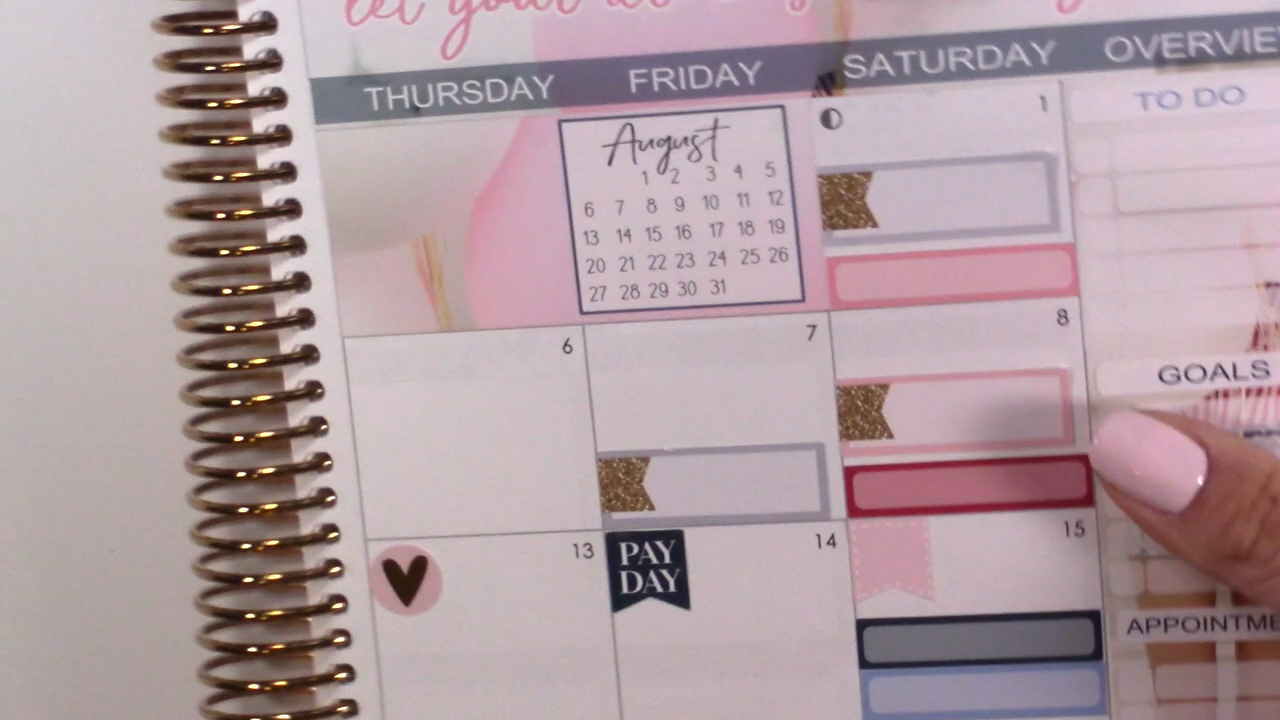 let your
THURSDAY FRIDAY SATURDAY OVERVIE
August
1 2 3 4 5
6 7 8 9 10 11 12
13 14 15 16 17 18 19
20 21 22 23 24 25 26
27 28 29 30 31
1
TO DO
6 7 8
GOALS
13 14 15
PAY
DAY
APPOINTME